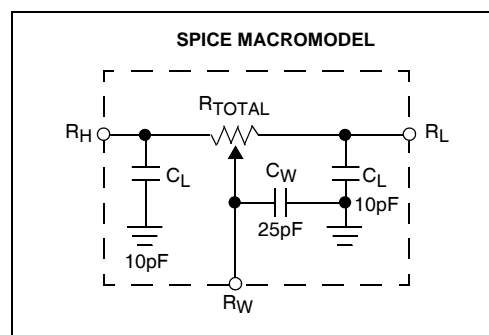 SPICE MACROMODEL
R_TOTAL
R_H
R_L
C_L
C_W
C_L
10pF
25pF
10pF
R_W